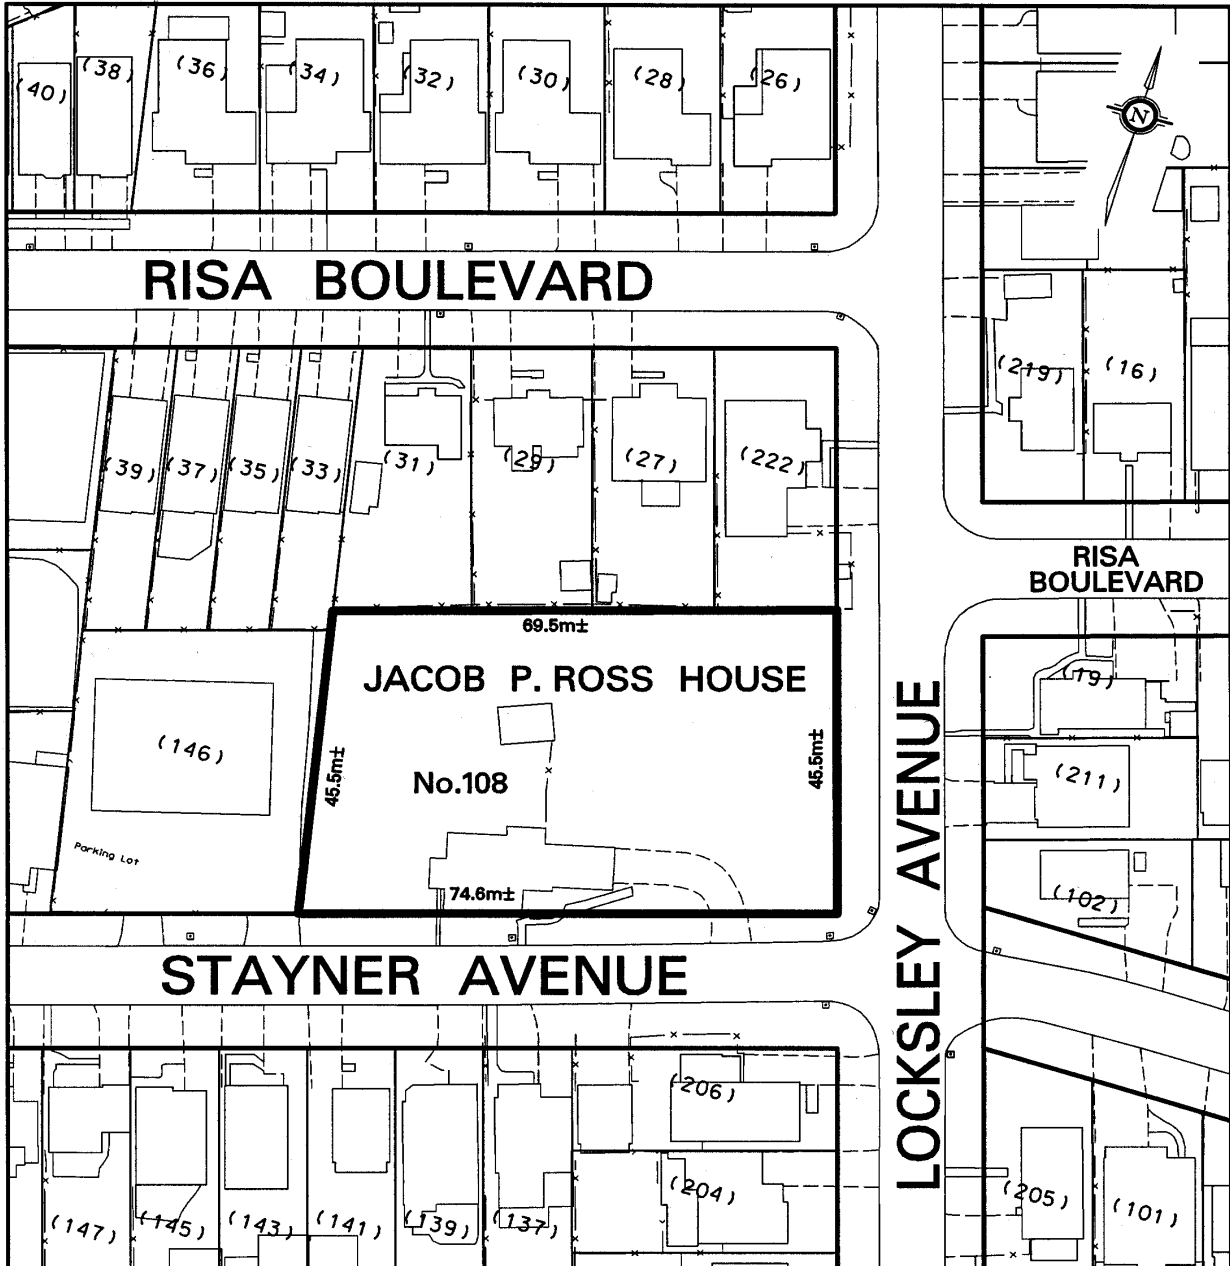 (40) (38) (36) (34) (32) (30) (28) (26)
N
RISA BOULEVARD
(219) (16)
(39) (37) (35) (33) (31) (29) (27) (222)
RISA
BOULEVARD
69.5m±
JACOB P. ROSS HOUSE
(19)
(146)
45.5m±
No.108
45.5m±
(211)
Parking Lot
74.6m±
(102)
STAYNER AVENUE
LOCKSLEY AVENUE
(206)
(204)
(205) (101)
(147) (145) (143) (141) (139) (137)